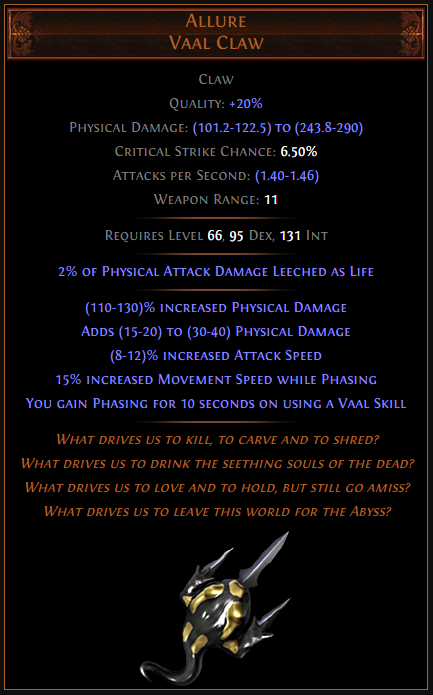 Allure
Vaal Claw
Claw
Quality: +20%
Physical Damage: (101.2-122.5) to (243.8-290)
Critical Strike Chance: 6.50%
Attacks per Second: (1.40-1.46)
Weapon Range: 11
Requires Level 66, 95 Dex, 131 Int
2% of Physical Attack Damage Leeched as Life
(110-130)% increased Physical Damage
Adds (15-20) to (30-40) Physical Damage
(8-12)% increased Attack Speed
15% increased Movement Speed while Phasing
You gain Phasing for 10 seconds on using a Vaal Skill
What drives us to kill, to carve and to shred?
What drives us to drink the seething souls of the dead?
What drives us to love and to hold, but still go amiss?
What drives us to leave this world for the Abyss?